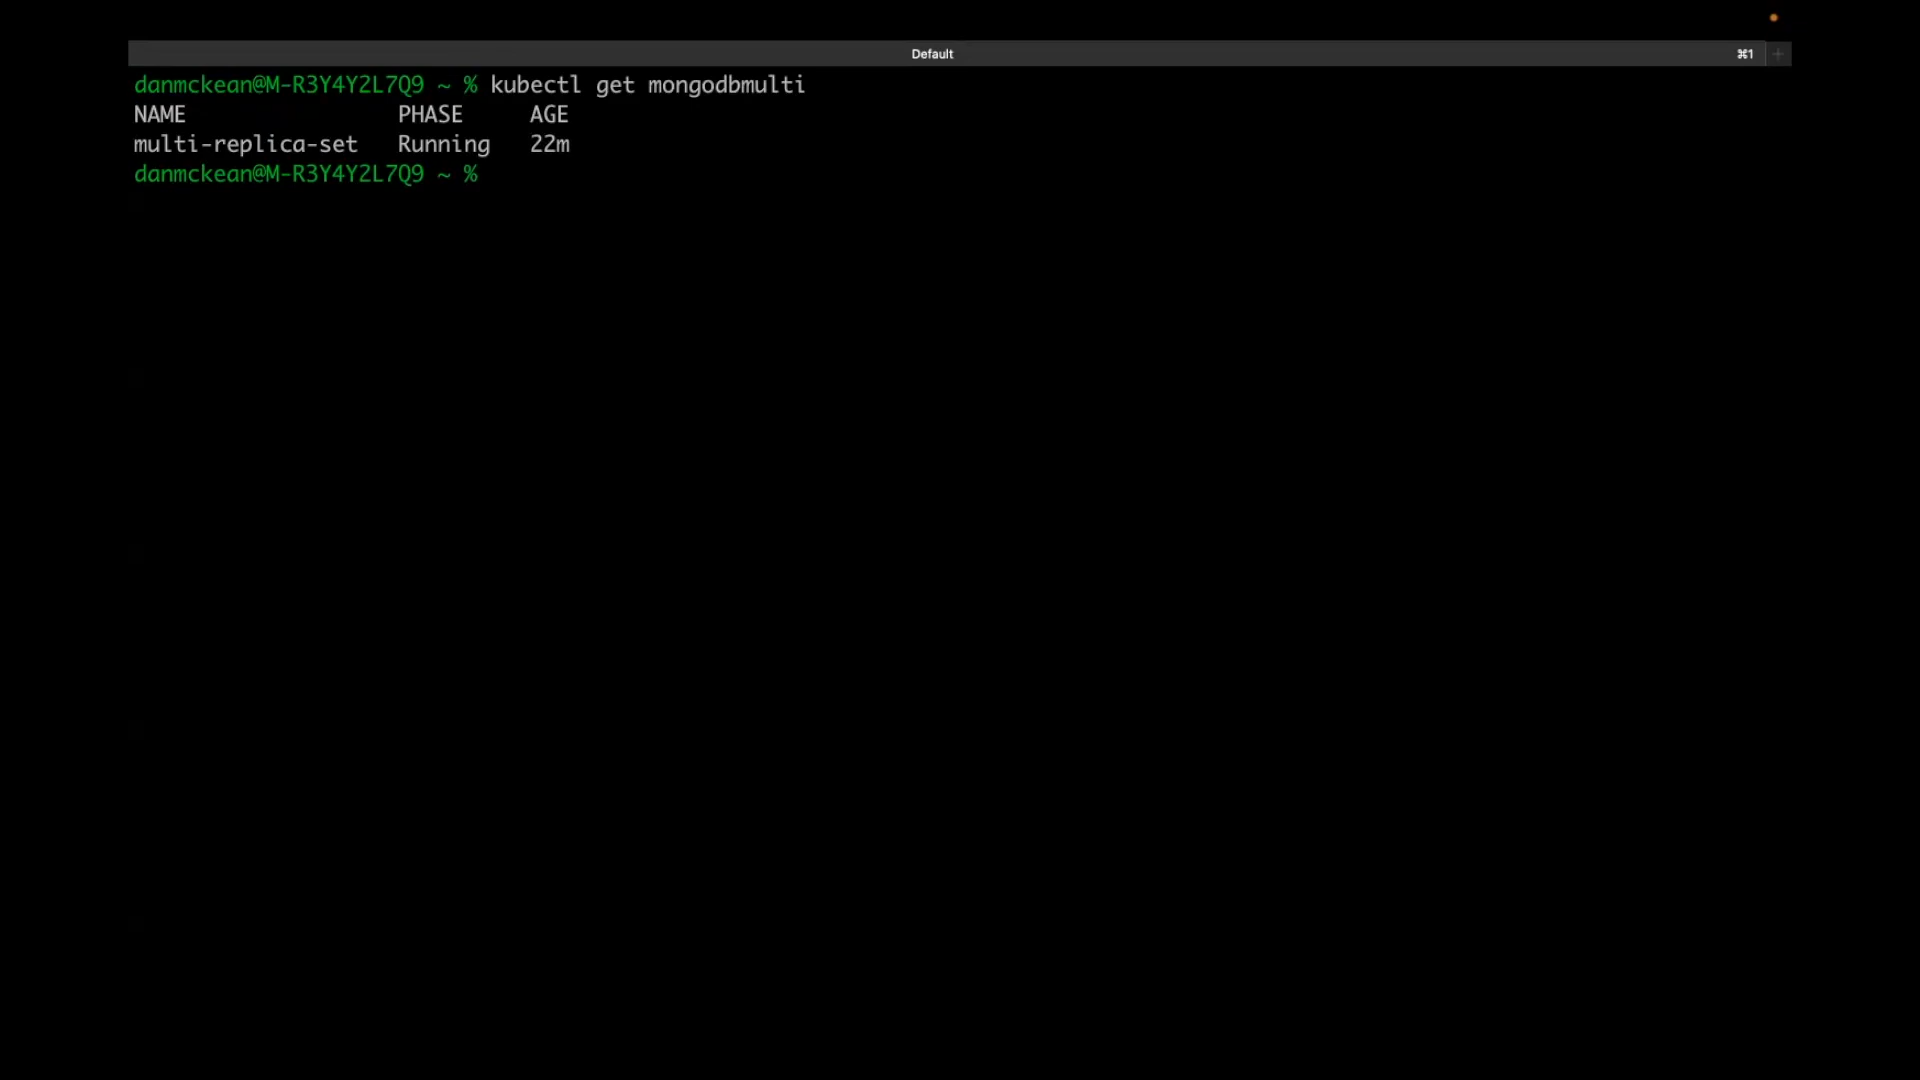 Default
⌘1
+
danmckean@M-R3Y4Y2L7Q9 ~ % kubectl get mongodbmulti
NAME PHASE AGE
multi-replica-set Running 22m
danmckean@M-R3Y4Y2L7Q9 ~ %